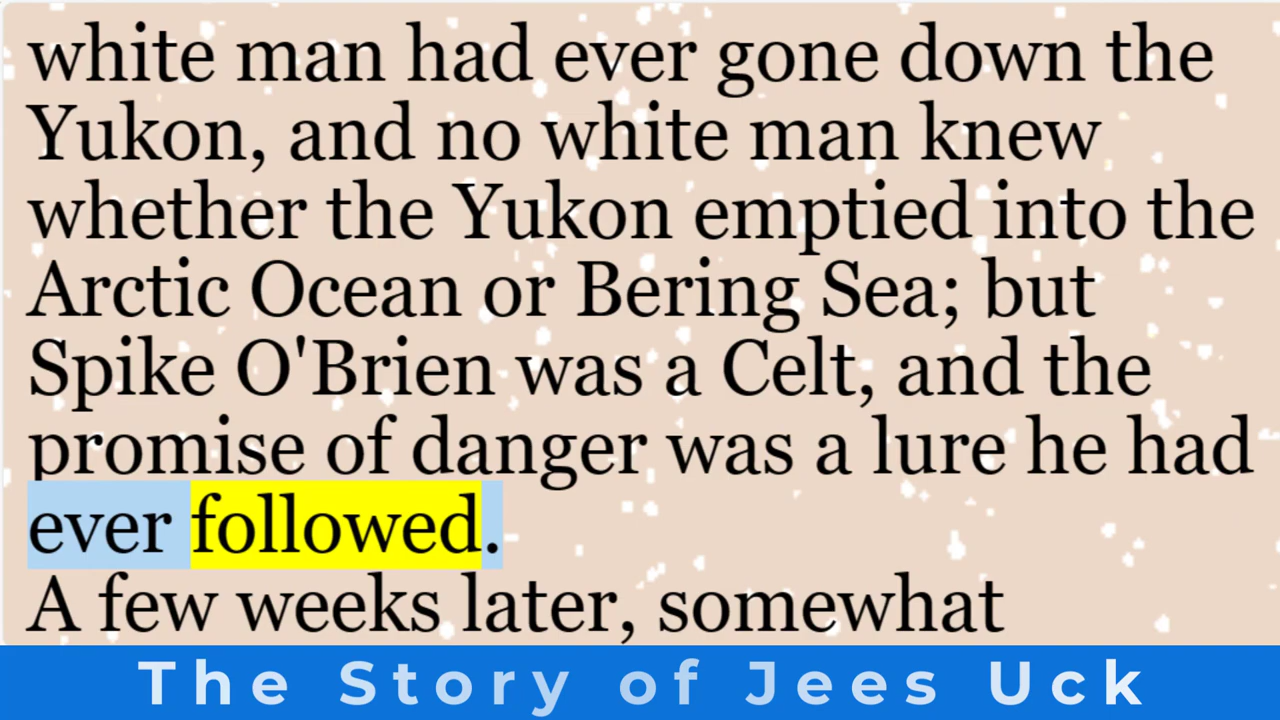 white man had ever gone down the
Yukon, and no white man knew
whether the Yukon emptied into the
Arctic Ocean or Bering Sea; but
Spike O'Brien was a Celt, and the
promise of danger was a lure he had
ever followed.
A few weeks later, somewhat
The Story of Jees Uck